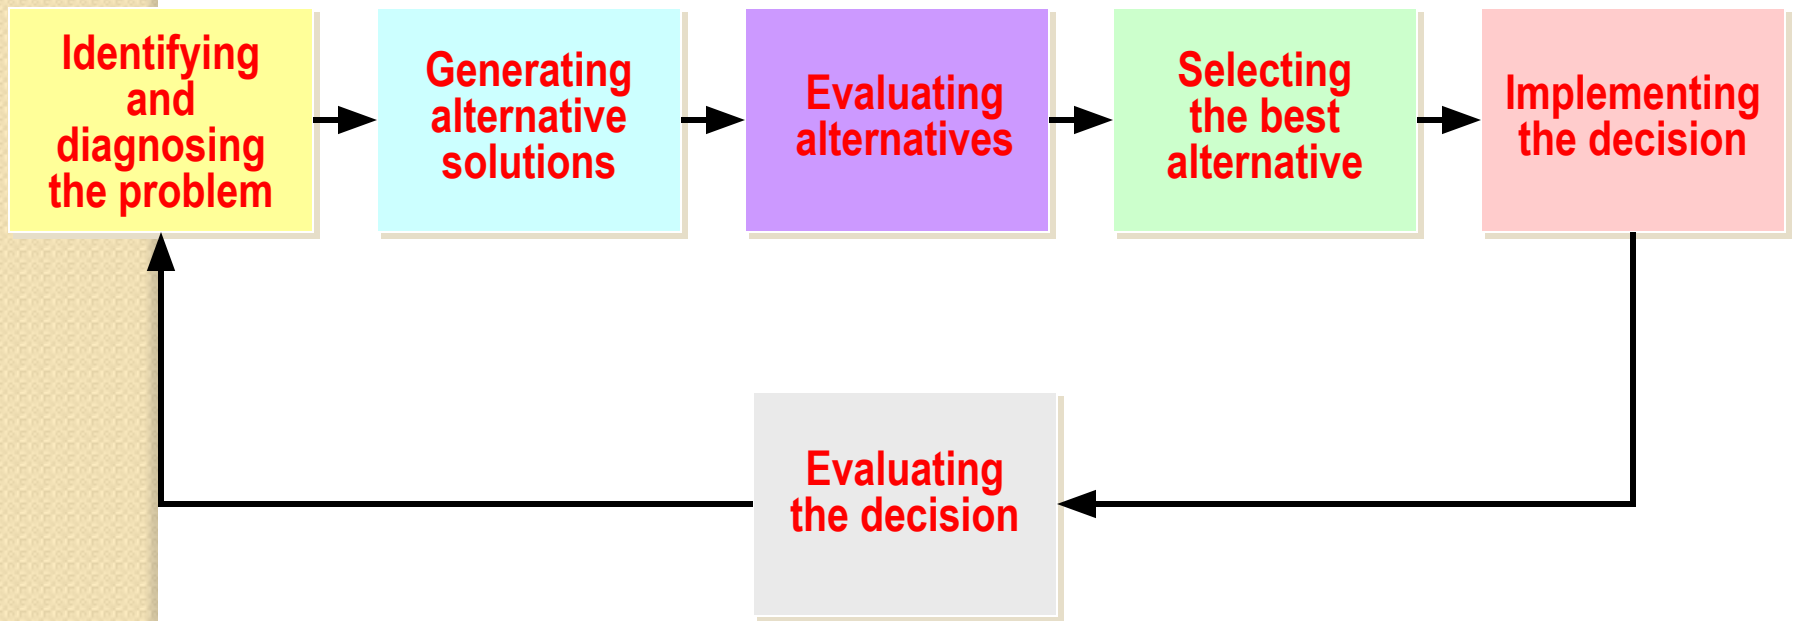 Identifying
and
diagnosing
the problem
Generating
alternative
solutions
Evaluating
alternatives
Selecting
the best
alternative
Implementing
the decision
Evaluating
the decision